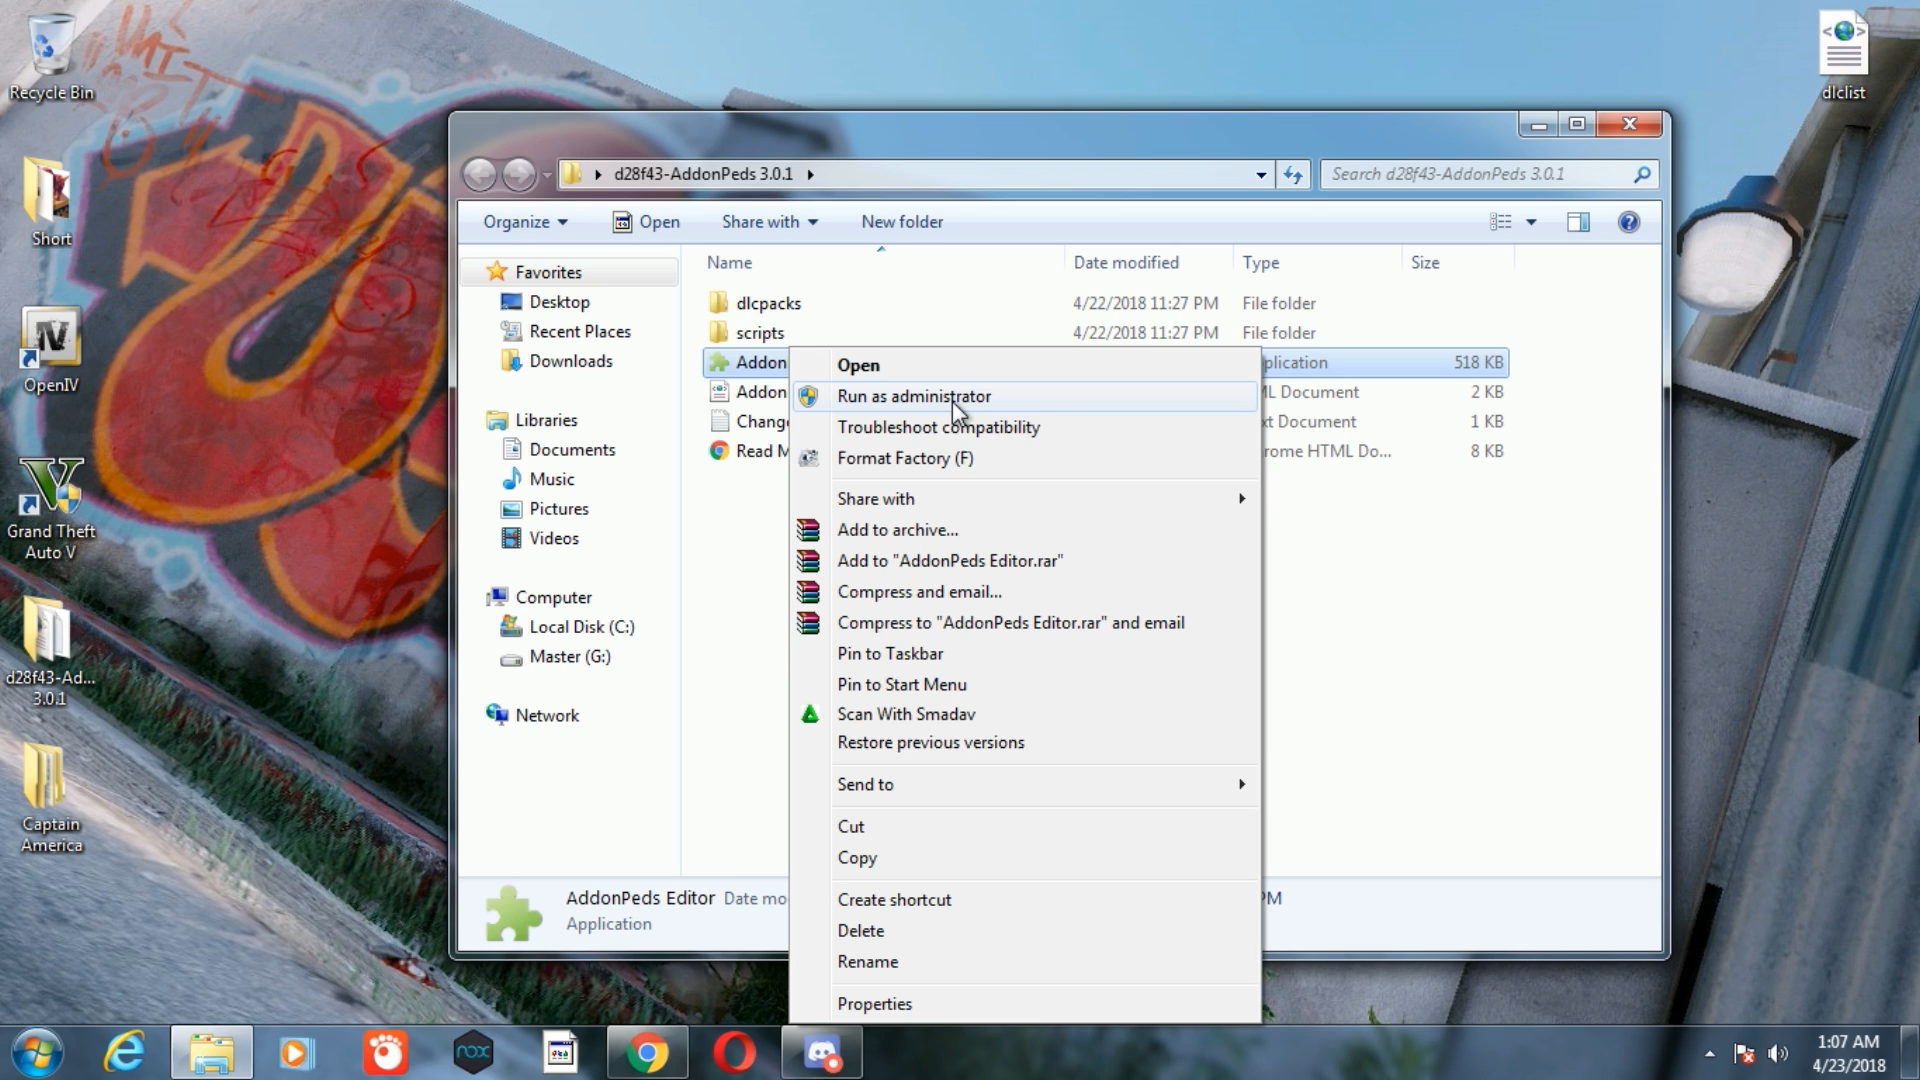 Recycle Bin
Short
OpenIV
Grand Theft
Auto V
d28f43-Ad...
3.0.1
Captain
America
dlclist
d28f43-AddonPeds 3.0.1
Search d28f43-AddonPeds 3.0.1
Organize
Open
Share with
New folder
Favorites
Desktop
Recent Places
Downloads
Libraries
Documents
Music
Pictures
Videos
Computer
Local Disk (C:)
Master (G:)
Network
Name
Date modified
Type
Size
dlcpacks
4/22/2018 11:27 PM
File folder
scripts
4/22/2018 11:27 PM
File folder
Addon
plication
518 KB
Addon
ML Document
2 KB
Chang
xt Document
1 KB
Read M
rome HTML Do...
8 KB
Open
Run as administrator
Troubleshoot compatibility
Format Factory (F)
Share with
Add to archive...
Add to "AddonPeds Editor.rar"
Compress and email...
Compress to "AddonPeds Editor.rar" and email
Pin to Taskbar
Pin to Start Menu
Scan With Smadav
Restore previous versions
Send to
Cut
Copy
Create shortcut
Delete
Rename
Properties
AddonPeds Editor
Date mo
PM
Application
nox
1:07 AM
4/23/2018